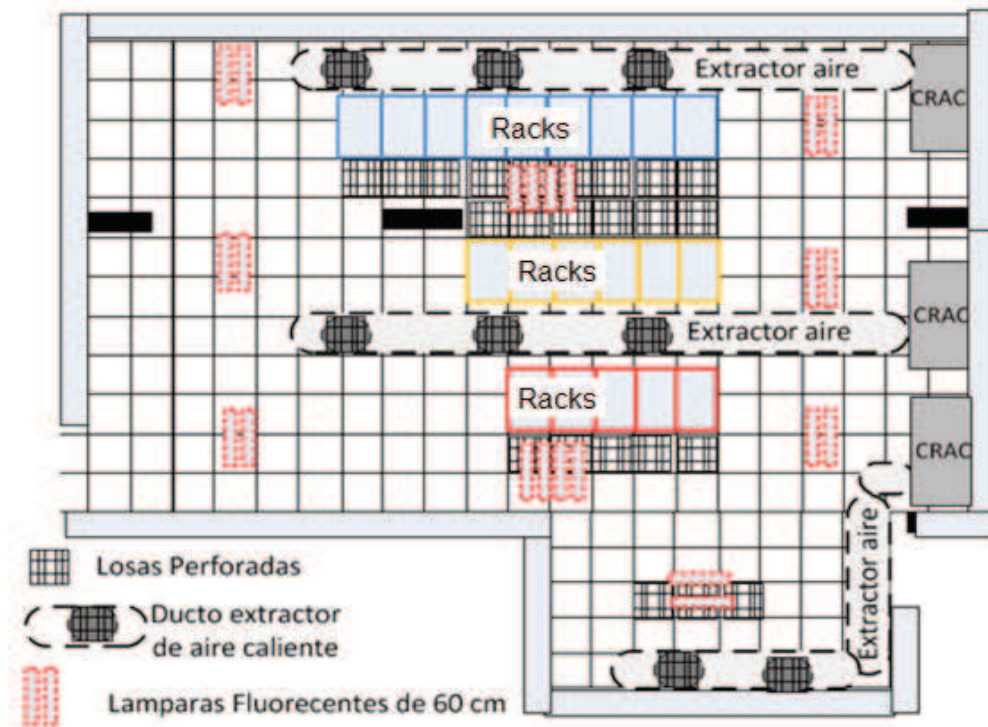 Extractor aire
CRAC
Racks
Racks
CRAC
Extractor aire
Racks
CRAC
Extractor aire
Losas Perforadas
Ducto extractor
de aire caliente
Lamparas Fluorecentes de 60 cm